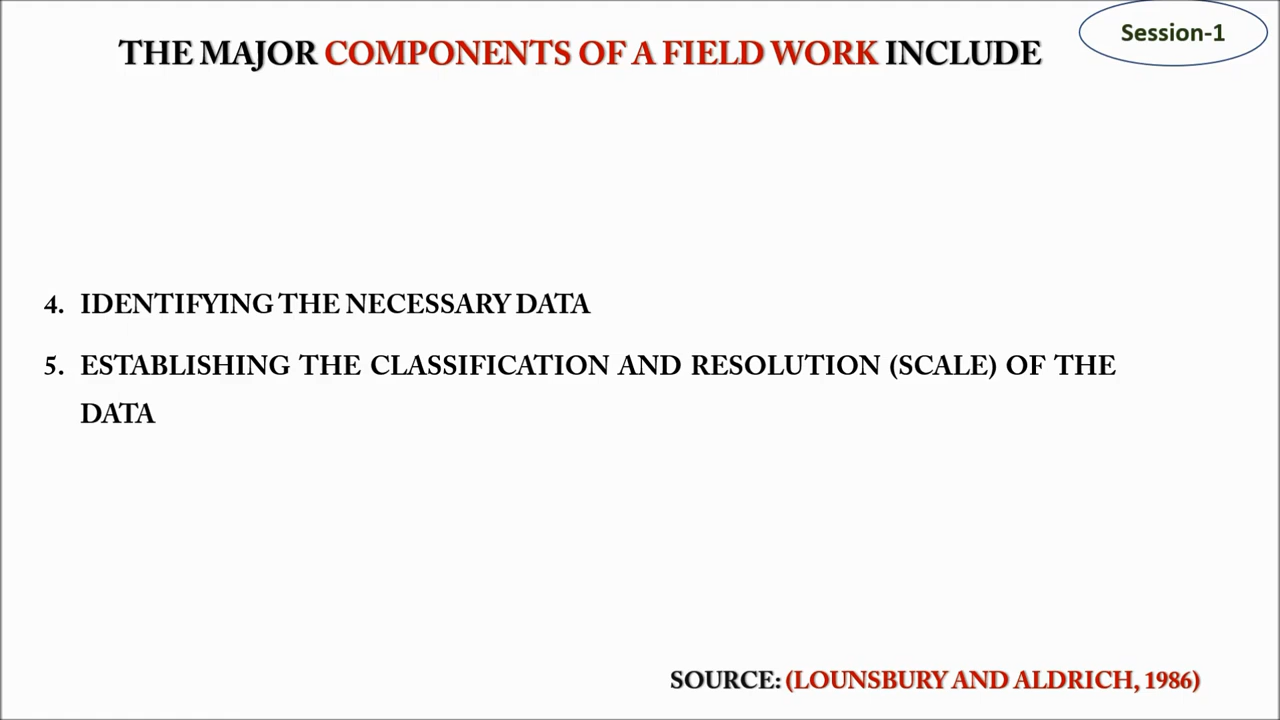 Session-1
THE MAJOR COMPONENTS OF A FIELD WORK INCLUDE
4. IDENTIFYING THE NECESSARY DATA
5. ESTABLISHING THE CLASSIFICATION AND RESOLUTION (SCALE) OF THE
DATA
SOURCE: (LOUNSBURY AND ALDRICH, 1986)